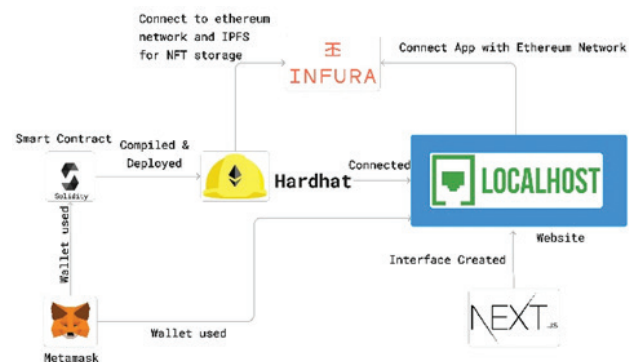 Connect to ethereum
network and IPFS
for NFT storage
INFURA
Connect App with Ethereum Network
Smart Contract
Compiled &
Deployed
Solidity
Hardhat
Connected
LOCALHOST
Website
Wallet used
Interface Created
Wallet used
NEXT.JS
Metamask